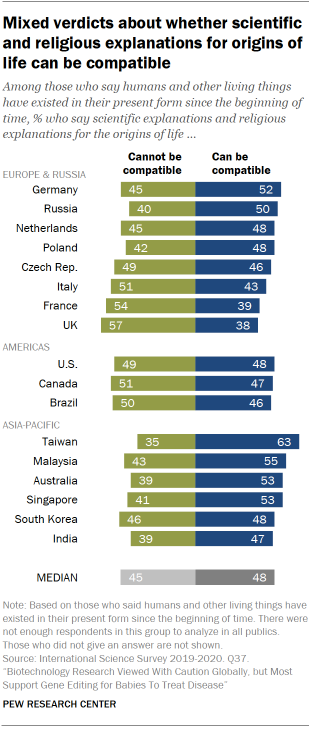 Mixed verdicts about whether scientific
and religious explanations for origins of
life can be compatible
Among those who say humans and other living things
have existed in their present form since the beginning of
time, % who say scientific explanations and religious
explanations for the origins of life ...
Cannot be compatible Can be compatible
EUROPE & RUSSIA
Germany 45 52
Russia 40 50
Netherlands 45 48
Poland 42 48
Czech Rep. 49 46
Italy 51 43
France 54 39
UK 57 38
AMERICAS
U.S. 49 48
Canada 51 47
Brazil 50 46
ASIA-PACIFIC
Taiwan 35 63
Malaysia 43 55
Australia 39 53
Singapore 41 53
South Korea 46 48
India 39 47
MEDIAN 45 48
Note: Based on those who said humans and other living things have
existed in their present form since the beginning of time. There were
not enough respondents in this group to analyze in all publics.
Those who did not give an answer are not shown.
Source: International Science Survey 2019-2020. Q37.
“Biotechnology Research Viewed With Caution Globally, but Most
Support Gene Editing for Babies To Treat Disease”
PEW RESEARCH CENTER